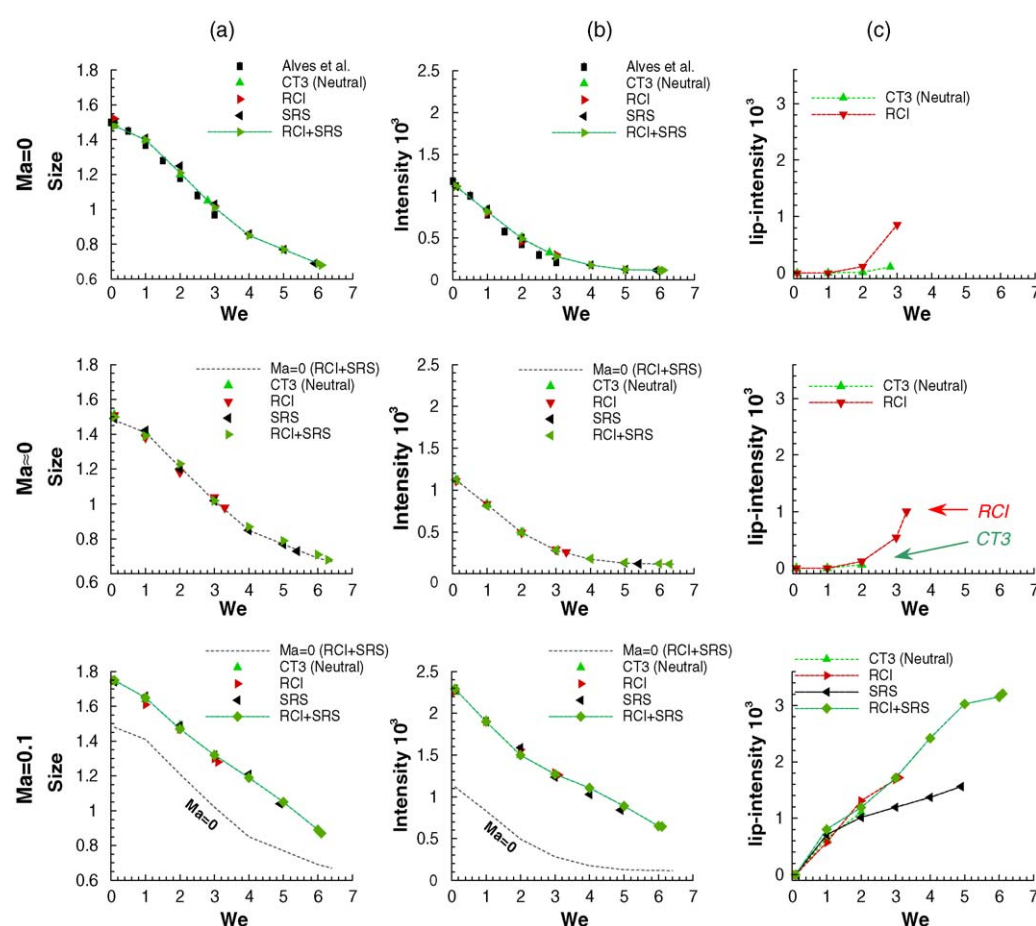 (a) (b) (c)
Ma=0
Size
1.8
1.6
1.4
1.2
1
0.8
0.6
0 1 2 3 4 5 6 7
We
Alves et al.
CT3 (Neutral)
RCI
SRS
RCI+SRS
Intensity 10³
2.5
2
1.5
1
0.5
0
0 1 2 3 4 5 6 7
We
Alves et al.
CT3 (Neutral)
RCI
SRS
RCI+SRS
lip-intensity 10³
3
2
1
0
0 1 2 3 4 5 6 7
We
CT3 (Neutral)
RCI
Ma≈0
Size
1.8
1.6
1.4
1.2
1
0.8
0.6
0 1 2 3 4 5 6 7
We
Ma=0 (RCI+SRS)
CT3 (Neutral)
RCI
SRS
RCI+SRS
Intensity 10³
2.5
2
1.5
1
0.5
0
0 1 2 3 4 5 6 7
We
Ma=0 (RCI+SRS)
CT3 (Neutral)
RCI
SRS
RCI+SRS
lip-intensity 10³
3
2
1
0
0 1 2 3 4 5 6 7
We
CT3 (Neutral)
RCI
RCI
CT3
Ma=0.1
Size
1.8
1.6
1.4
1.2
1
0.8
0.6
0 1 2 3 4 5 6 7
We
Ma=0 (RCI+SRS)
CT3 (Neutral)
RCI
SRS
RCI+SRS
Ma=0
Intensity 10³
2.5
2
1.5
1
0.5
0
0 1 2 3 4 5 6 7
We
Ma=0 (RCI+SRS)
CT3 (Neutral)
RCI
SRS
RCI+SRS
Ma=0
lip-intensity 10³
3
2
1
0
0 1 2 3 4 5 6 7
We
CT3 (Neutral)
RCI
SRS
RCI+SRS